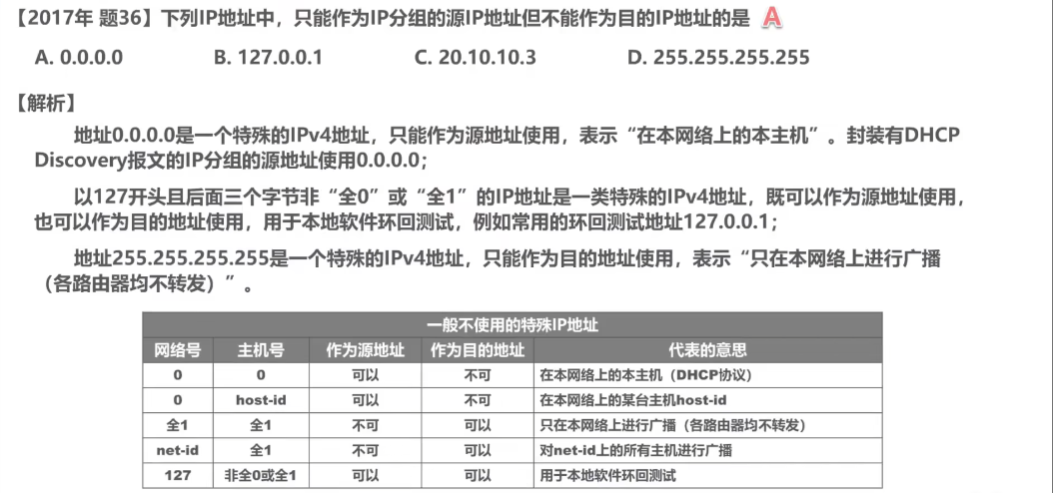 【2017年 题36】下列IP地址中，只能作为IP分组的源IP地址但不能作为目的IP地址的是 A
A. 0.0.0.0 B. 127.0.0.1 C. 20.10.10.3 D. 255.255.255.255
【解析】
地址0.0.0.0是一个特殊的IPv4地址，只能作为源地址使用，表示“在本网络上的本主机”。封装有DHCP
Discovery报文的IP分组的源地址使用0.0.0.0；
以127开头且后面三个字节非“全0”或“全1”的IP地址是一类特殊的IPv4地址，既可以作为源地址使用，
也可以作为目的地址使用，用于本地软件环回测试，例如常用的环回测试地址127.0.0.1；
地址255.255.255.255是一个特殊的IPv4地址，只能作为目的地址使用，表示“只在本网络上进行广播
（各路由器均不转发）”。
一般不使用的特殊IP地址
网络号 主机号 作为源地址 作为目的地址 代表的意思
0 0 可以 不可 在本网络上的本主机（DHCP协议）
0 host-id 可以 不可 在本网络上的某台主机host-id
全1 全1 不可 可以 只在本网络上进行广播（各路由器均不转发）
net-id 全1 不可 可以 对net-id上的所有主机进行广播
127 非全0或全1 可以 可以 用于本地软件环回测试